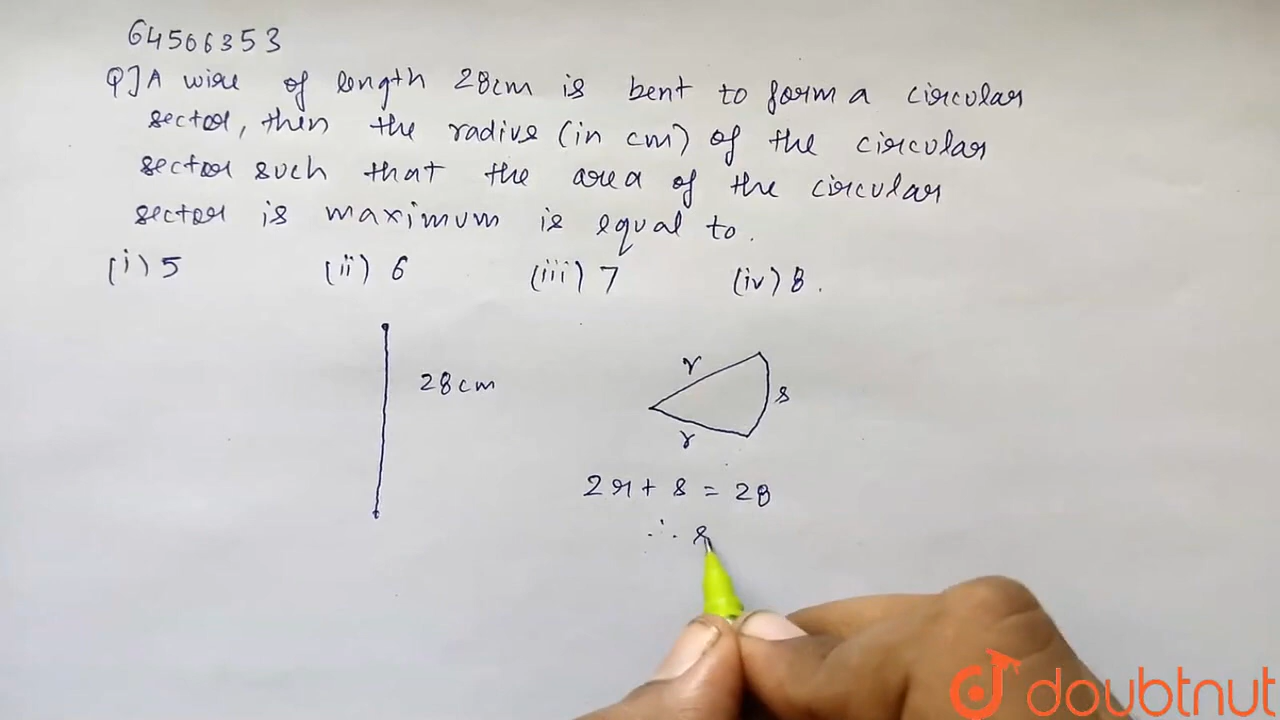 64506353
Q] A wire of length 28cm is bent to form a circular
sector, then the radius (in cm) of the circular
sector such that the area of the circular
sector is maximum is equal to.
(i) 5 (ii) 6 (iii) 7 (iv) 8.
r
28cm
s
r
2r + s = 28
∴ s
doubtnut